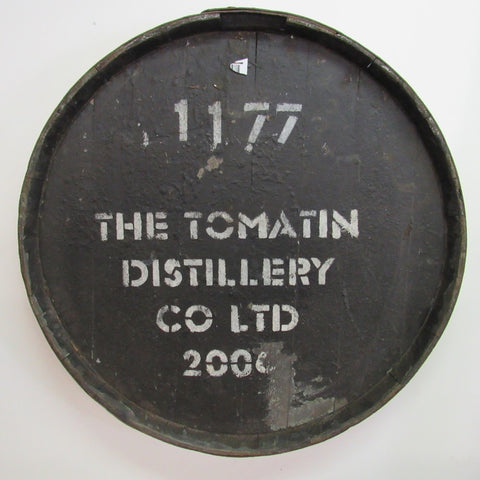 1177
THE TOMATIN
DISTILLERY
CO LTD
2006